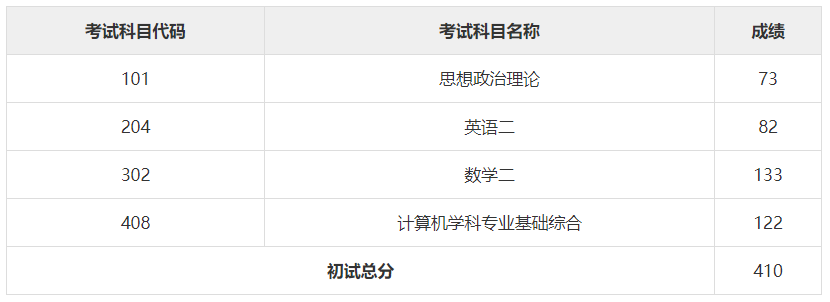 考试科目代码 考试科目名称 成绩
101 思想政治理论 73
204 英语二 82
302 数学二 133
408 计算机学科专业基础综合 122
初试总分 410